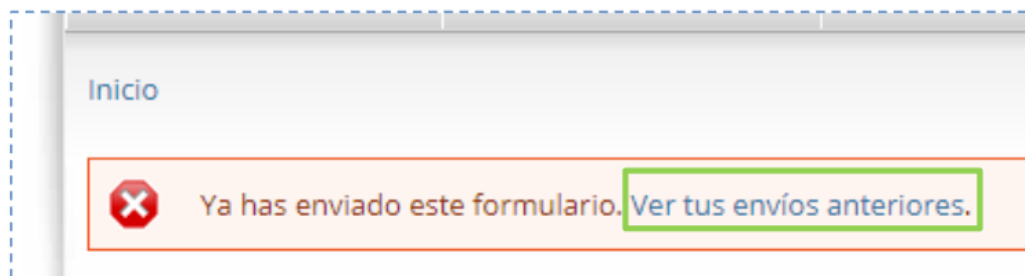 Inicio
Ya has enviado este formulario. Ver tus envíos anteriores.